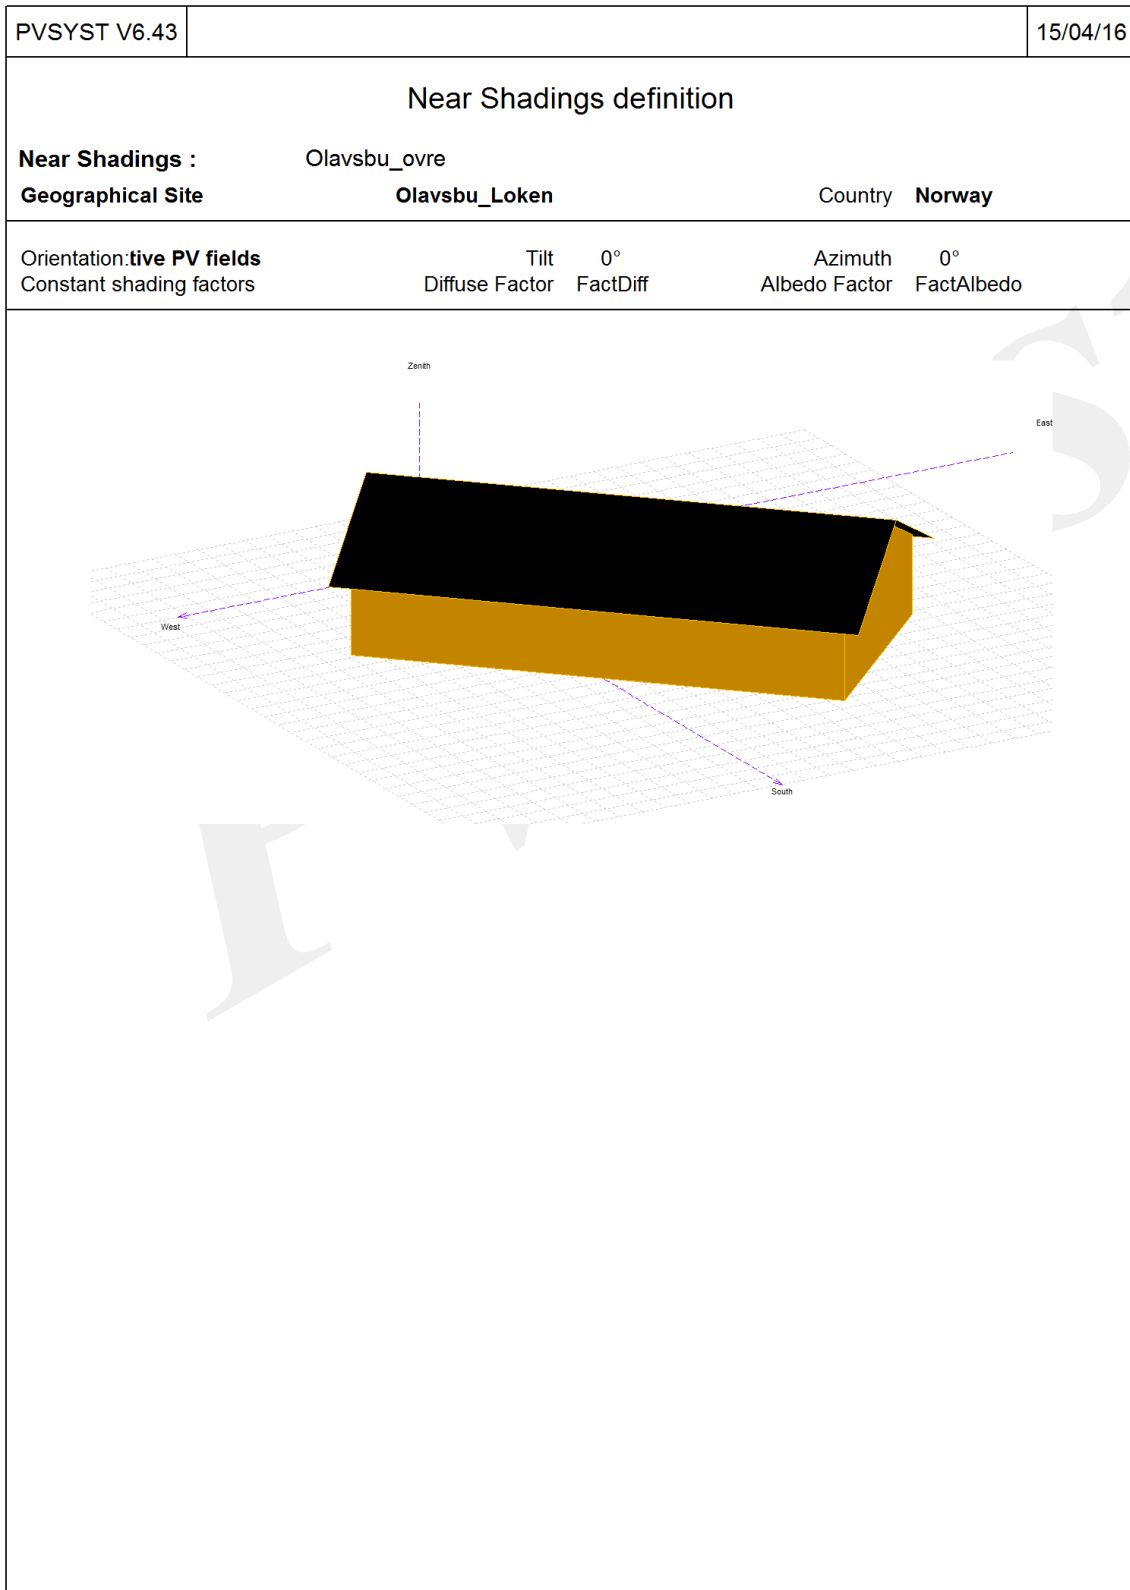 PVSYST V6.43
15/04/16
Near Shadings definition
Near Shadings : Olavsbu_ovre
Geographical Site Olavsbu_Loken Country Norway
Orientation:tive PV fields Tilt 0° Azimuth 0°
Constant shading factors Diffuse Factor FactDiff Albedo Factor FactAlbedo
Zenith
East
West
South